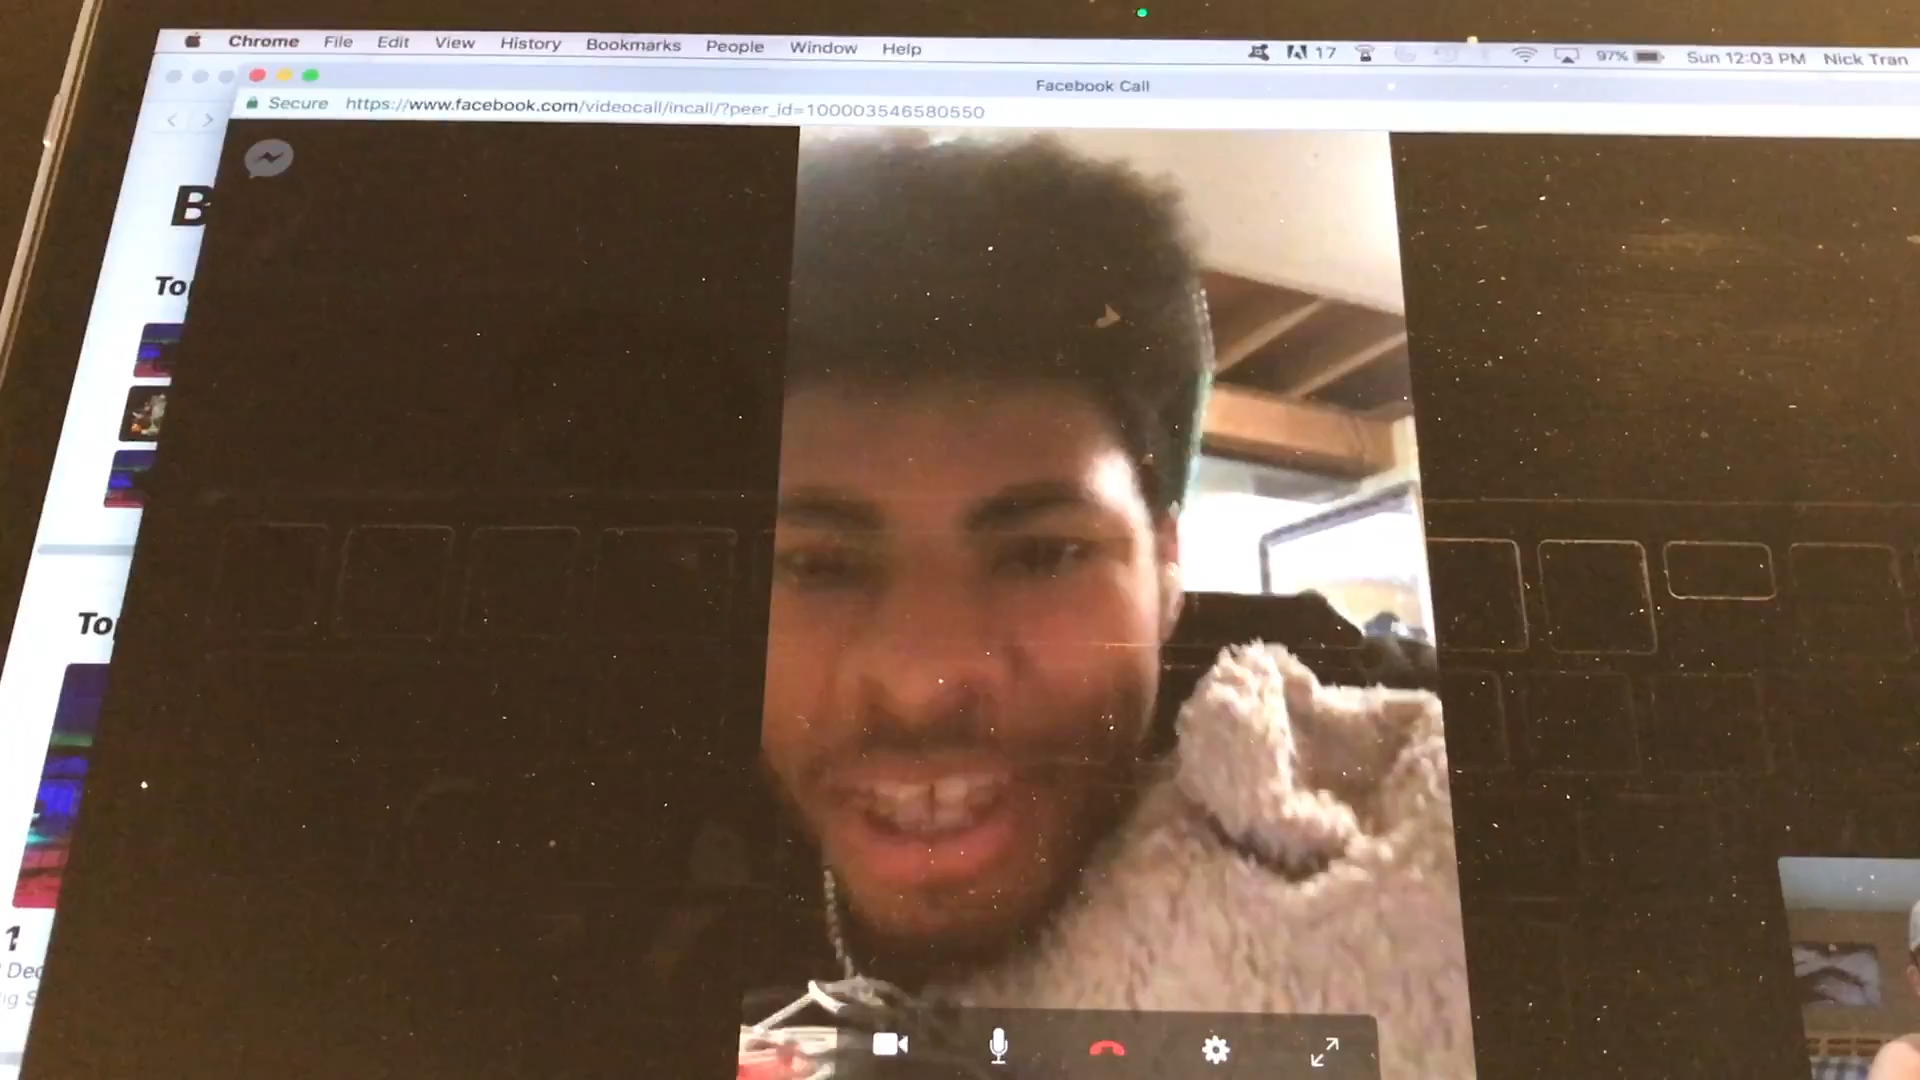 Chrome File Edit View History Bookmarks People Window Help 17 97% Sun 12:03 PM Nick Tran
Facebook Call
Secure https://www.facebook.com/videocall/incall/?peer_id=100003546580550
B
To
To
1
Dec
ig S